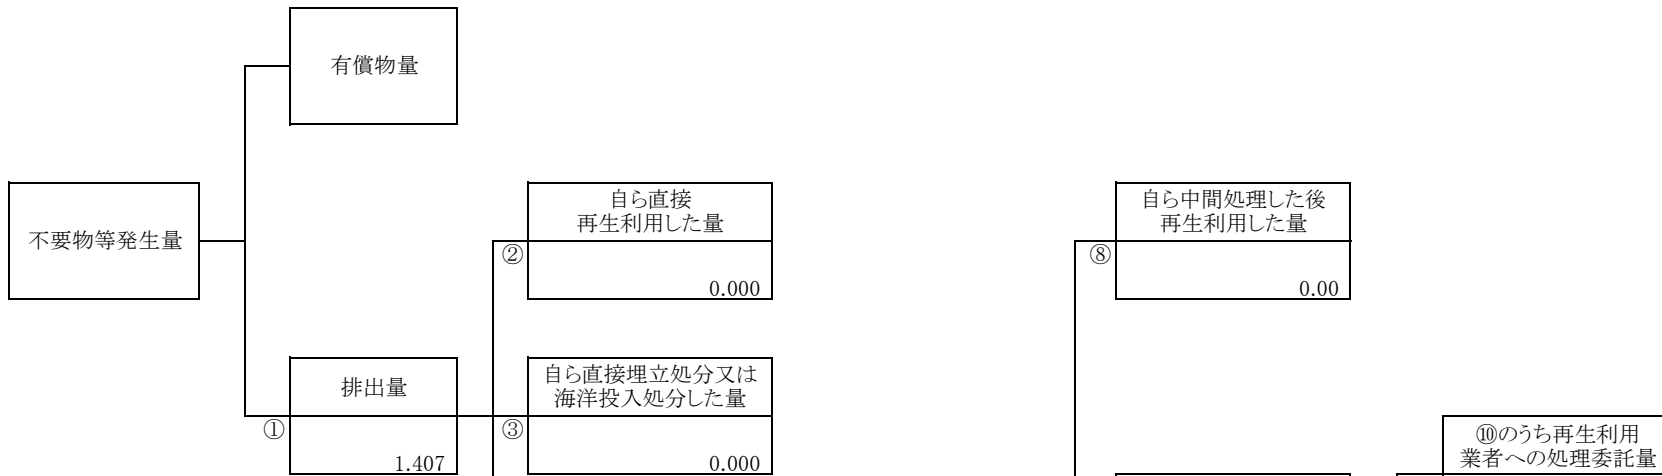 有償物量
不要物等発生量
自ら直接
再生利用した量
②
0.000
自ら中間処理した後
再生利用した量
⑧
0.00
排出量
①
1.407
自ら直接埋立処分又は
海洋投入処分した量
③
0.000
⑩のうち再生利用
業者への処理委託量